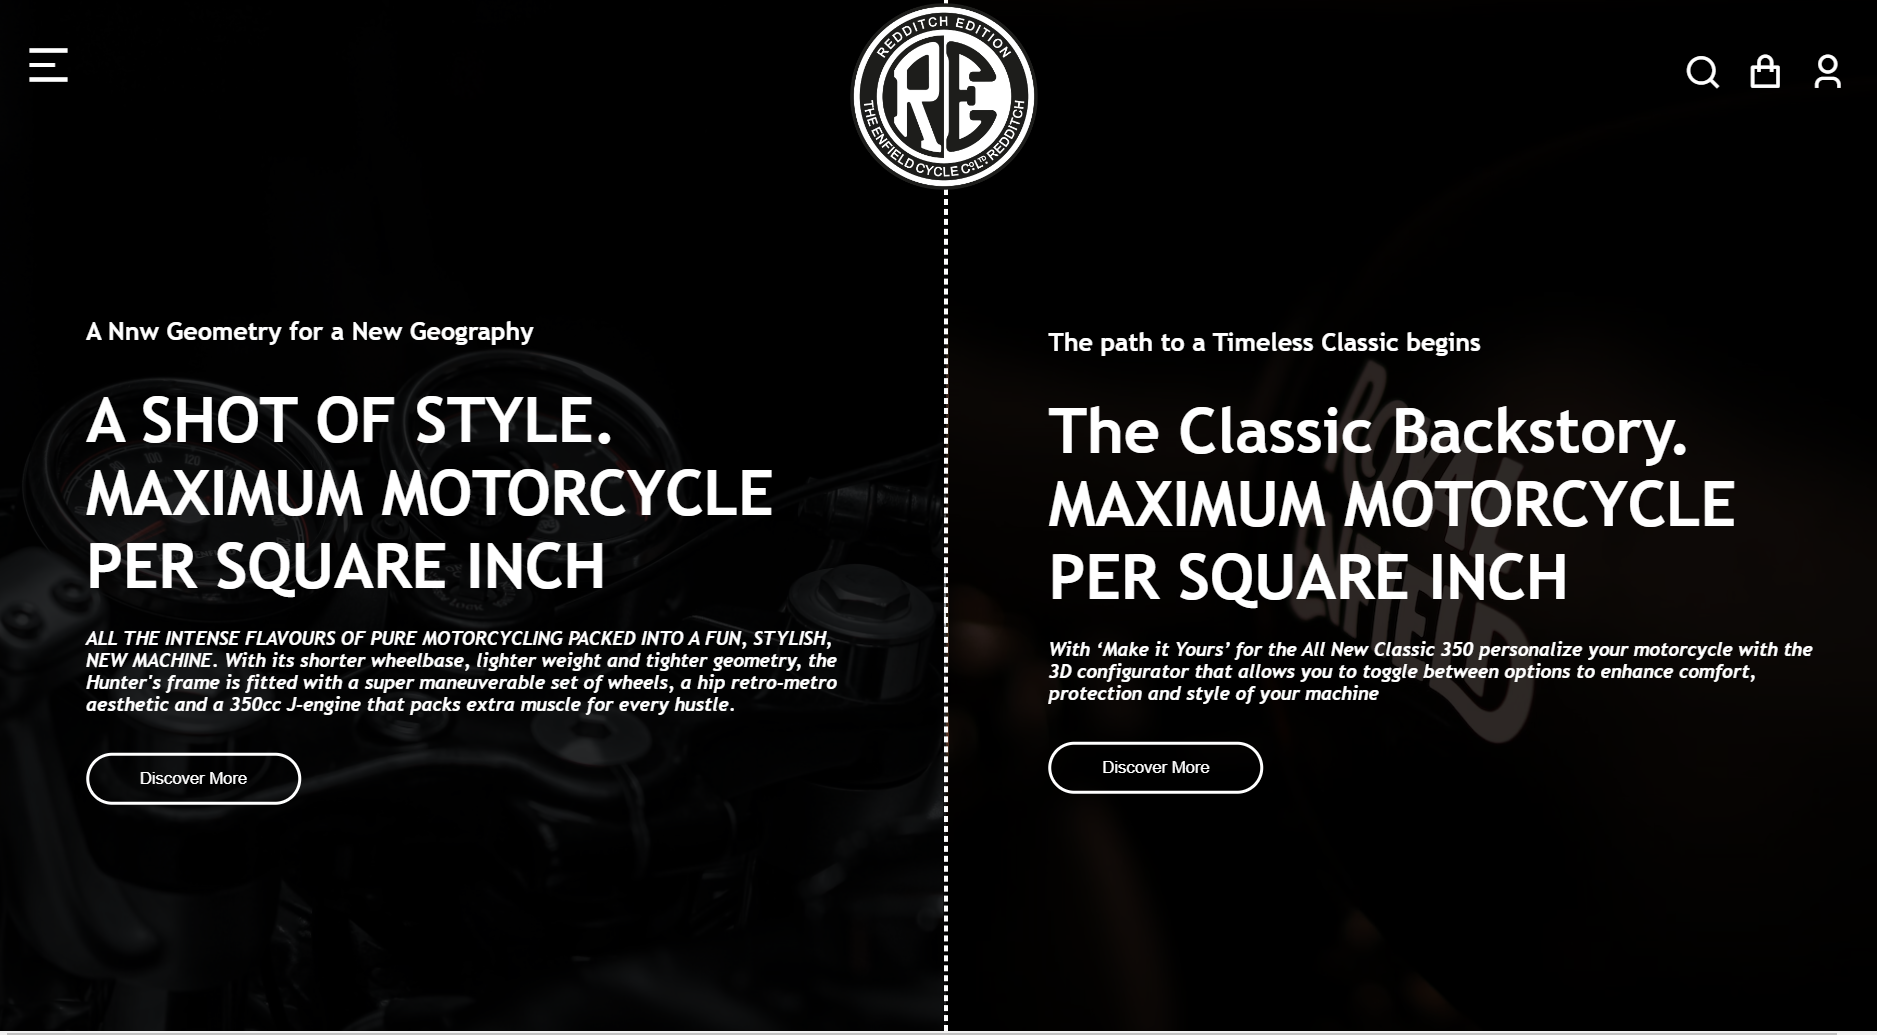 REDDITCH EDITION
RE
THE ENFIELD CYCLE CO. LTD. REDDITCH
A Nnw Geometry for a New Geography
A SHOT OF STYLE.
MAXIMUM MOTORCYCLE
PER SQUARE INCH
ALL THE INTENSE FLAVOURS OF PURE MOTORCYCLING PACKED INTO A FUN, STYLISH,
NEW MACHINE. With its shorter wheelbase, lighter weight and tighter geometry, the
Hunter's frame is fitted with a super maneuverable set of wheels, a hip retro-metro
aesthetic and a 350cc J-engine that packs extra muscle for every hustle.
Discover More
The path to a Timeless Classic begins
The Classic Backstory.
MAXIMUM MOTORCYCLE
PER SQUARE INCH
With ‘Make it Yours’ for the All New Classic 350 personalize your motorcycle with the
3D configurator that allows you to toggle between options to enhance comfort,
protection and style of your machine
Discover More
ROYAL
ENFIELD